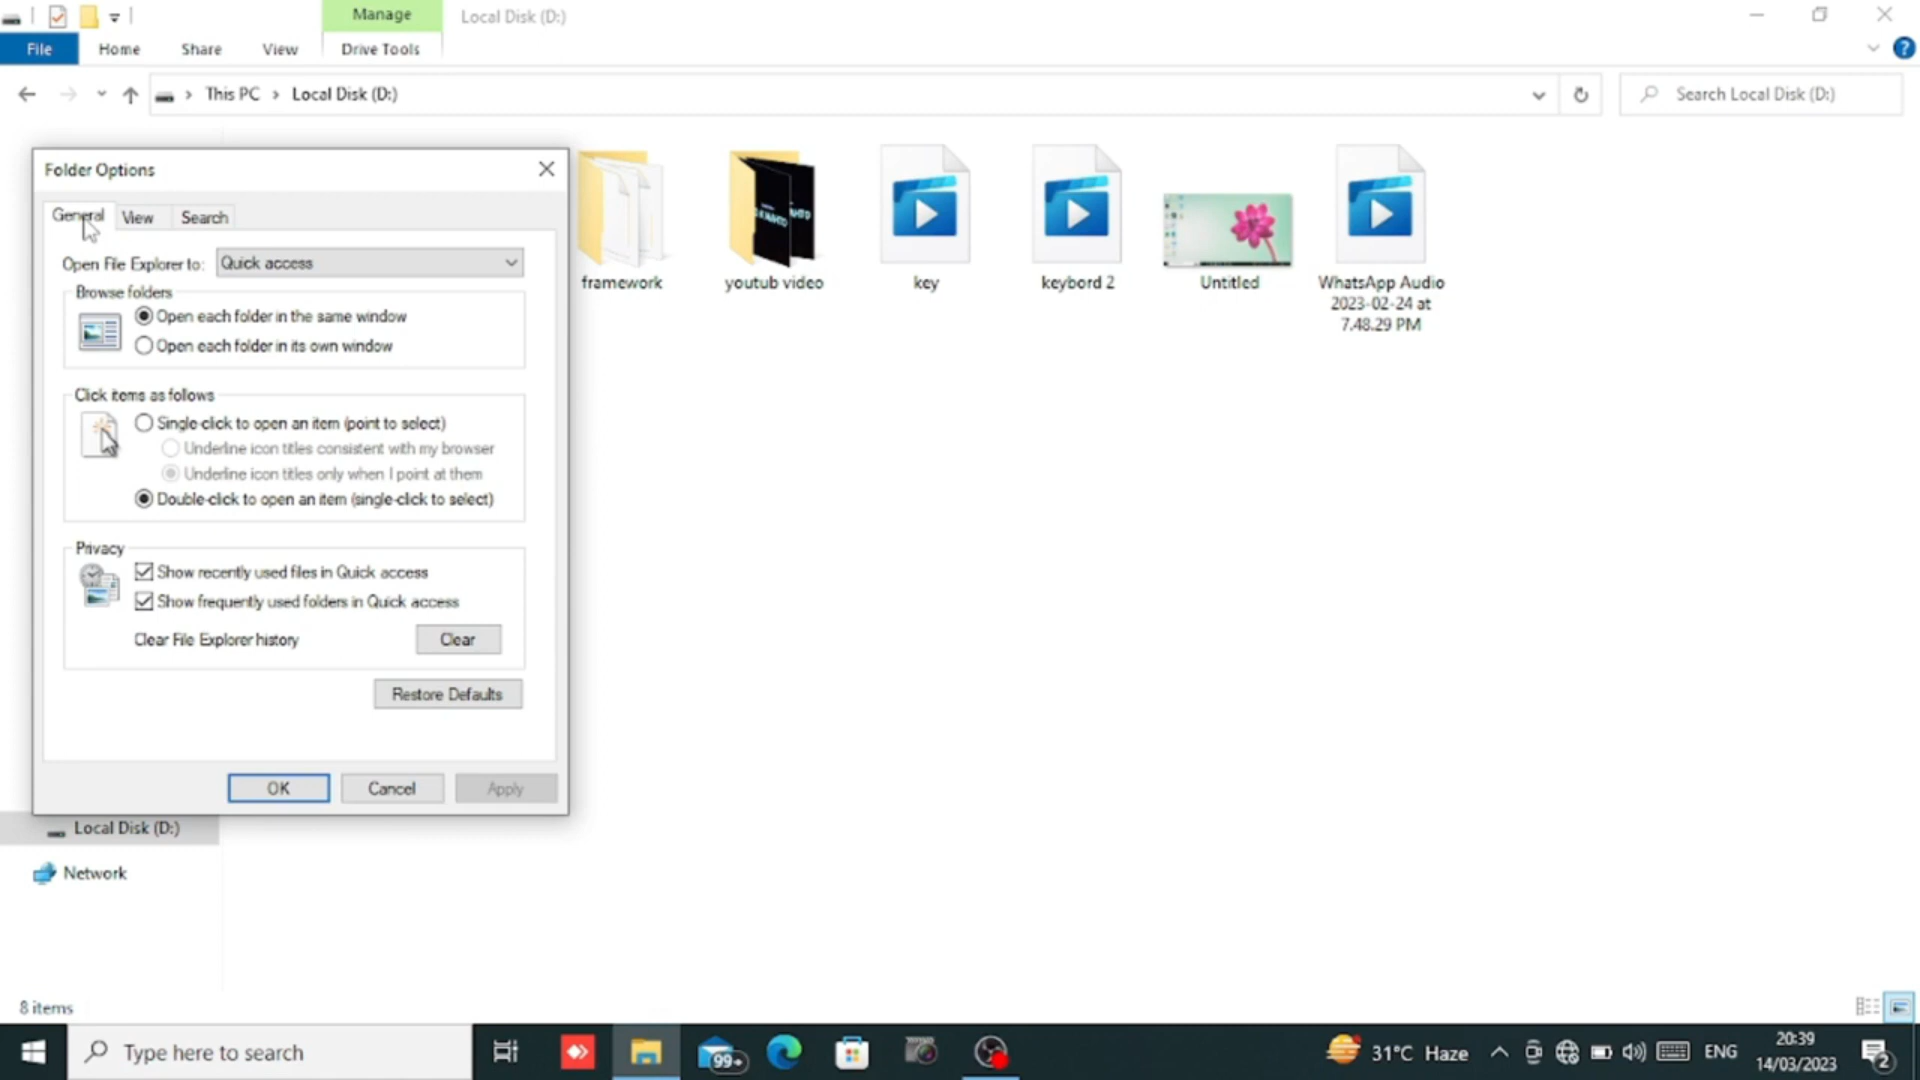 Manage
Local Disk (D:)
File
Home
Share
View
Drive Tools
?
This PC
Local Disk (D:)
Search Local Disk (D:)
Folder Options
General
View
Search
Open File Explorer to:
Quick access
Browse folders
Open each folder in the same window
Open each folder in its own window
Click items as follows
Single-click to open an item (point to select)
Underline icon titles consistent with my browser
Underline icon titles only when I point at them
Double-click to open an item (single-click to select)
Privacy
Show recently used files in Quick access
Show frequently used folders in Quick access
Clear File Explorer history
Clear
Restore Defaults
OK
Cancel
Apply
framework
youtub video
key
keybord 2
Untitled
WhatsApp Audio
2023-02-24 at
7.48.29 PM
Local Disk (D:)
Network
8 items
Type here to search
99+
31°C Haze
ENG
20:39
14/03/2023
2